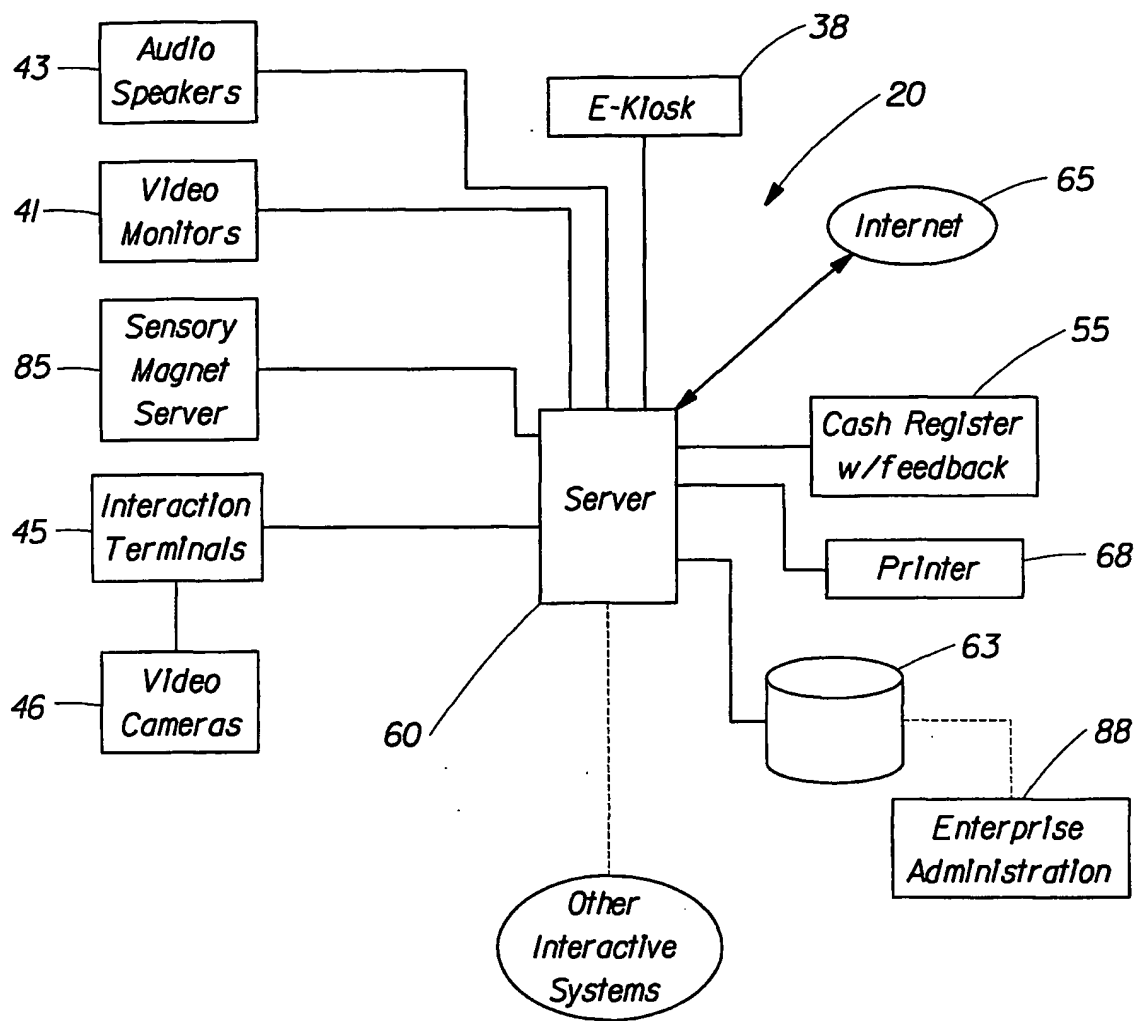 43
Audio
Speakers
38
E-Kiosk
20
41
Video
Monitors
65
Internet
85
Sensory
Magnet
Server
55
Cash Register
w/feedback
Server
45
Interaction
Terminals
Printer
68
46
Video
Cameras
60
63
88
Enterprise
Administration
Other
Interactive
Systems